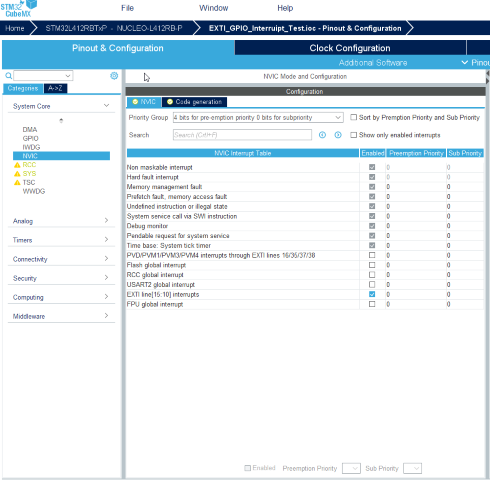 STM32 CubeMX File Window Help
Home STM32L412RBTxP - NUCLEO-L412RB-P EXTI_GPIO_Interruipt_Test.ioc - Pinout & Configuration
Pinout & Configuration Clock Configuration
Additional Software Pinou
NVIC Mode and Configuration
Categories A->Z
Configuration
NVIC Code generation
System Core
Priority Group 4 bits for pre-emption priority 0 bits for subpriority Sort by Premption Priority and Sub Priority
DMA
GPIO
IWDG
NVIC
RCC
SYS
TSC
WWDG
Search Search (Ctrl+F) Show only enabled interrupts
NVIC Interrupt Table Enabled Preemption Priority Sub Priority
Non maskable interrupt 0 0
Hard fault interrupt 0 0
Memory management fault 0 0
Prefetch fault, memory access fault 0 0
Undefined instruction or illegal state 0 0
System service call via SWI instruction 0 0
Debug monitor 0 0
Pendable request for system service 0 0
Time base: System tick timer 0 0
PVD/PVM1/PVM3/PVM4 interrupts through EXTI lines 16/35/37/38 0 0
Flash global interrupt 0 0
RCC global interrupt 0 0
USART2 global interrupt 0 0
EXTI line[15:10] interrupts 0 0
FPU global interrupt 0 0
Analog
Timers
Connectivity
Security
Computing
Middleware
Enabled Preemption Priority Sub Priority